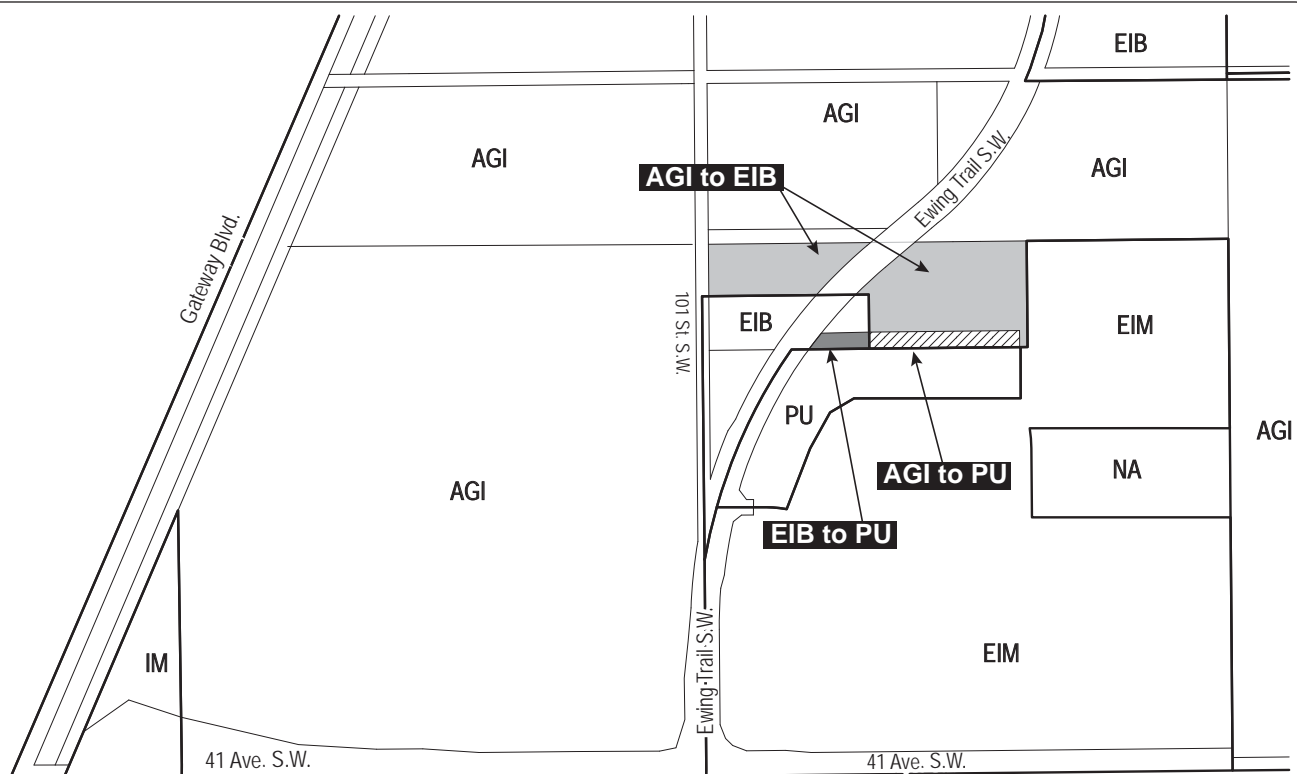 EIB
AGI
AGI
AGI
AGI to EIB
Ewing Trail S.W.
Gateway Blvd.
101 St. S.W.
EIB
EIM
PU
AGI
AGI to PU
NA
AGI
EIB to PU
IM
Ewing Trail S.W.
EIM
41 Ave. S.W.
41 Ave. S.W.